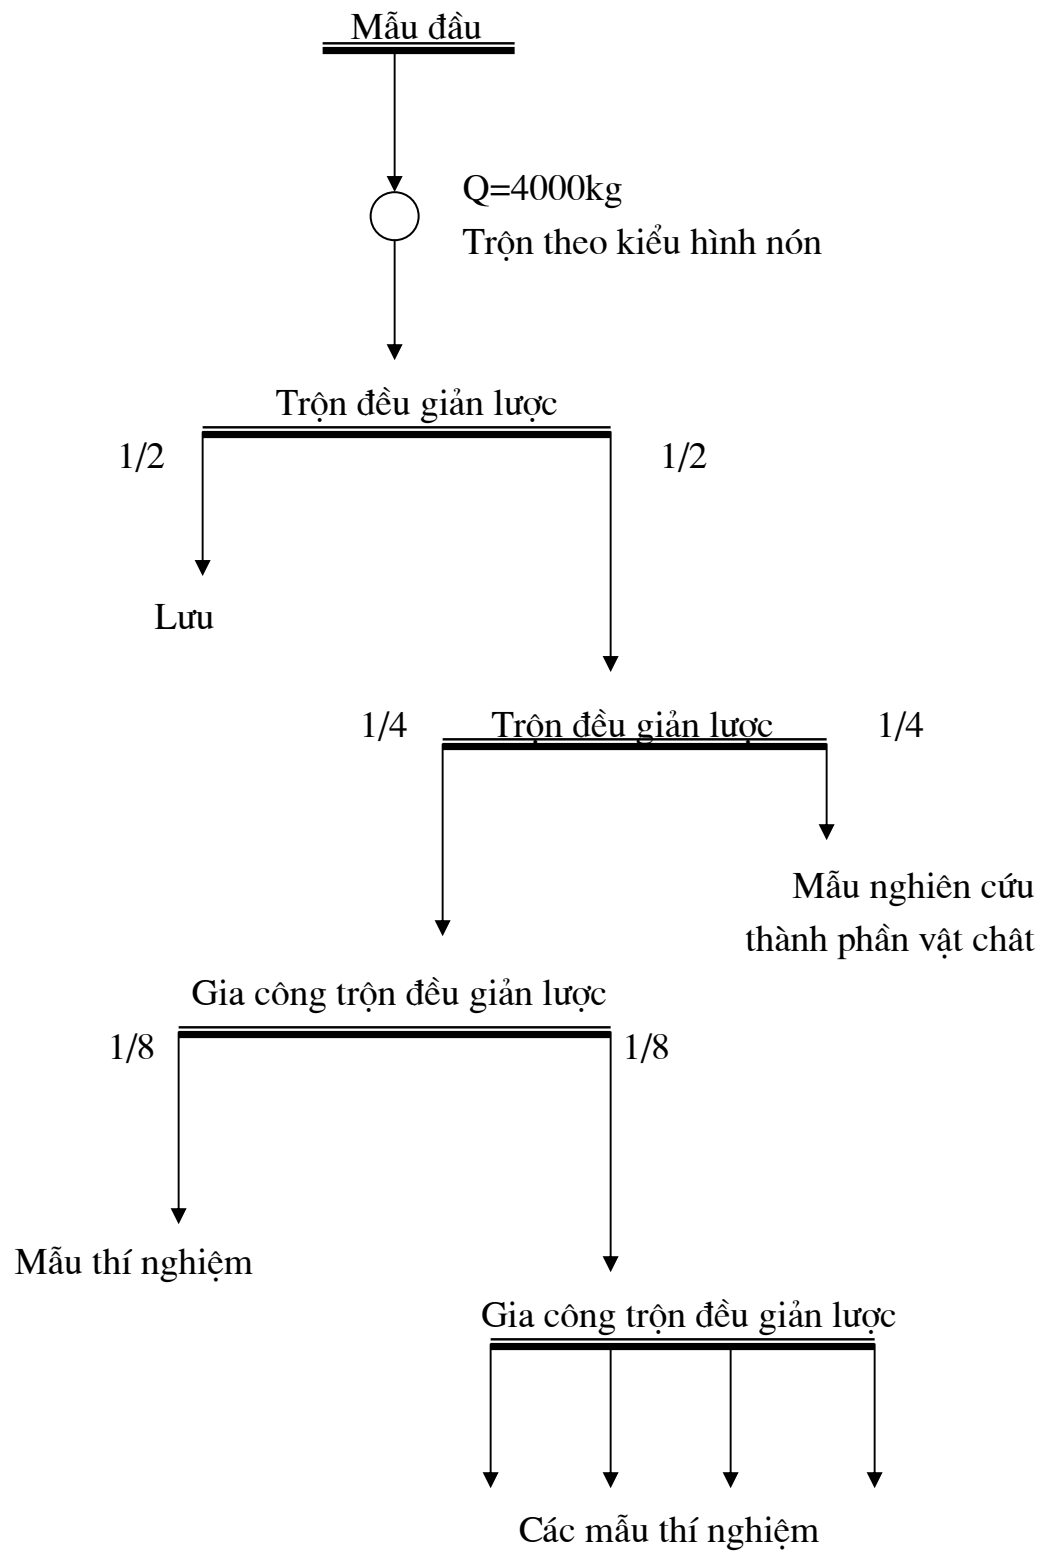 Mẫu đầu
Q=4000kg
Trộn theo kiểu hình nón
Trộn đều giản lược
1/2
1/2
Lưu
1/4
Trộn đều giản lược
1/4
Mẫu nghiên cứu
thành phần vật chât
Gia công trộn đều giản lược
1/8
1/8
Mẫu thí nghiệm
Gia công trộn đều giản lược
Các mẫu thí nghiệm